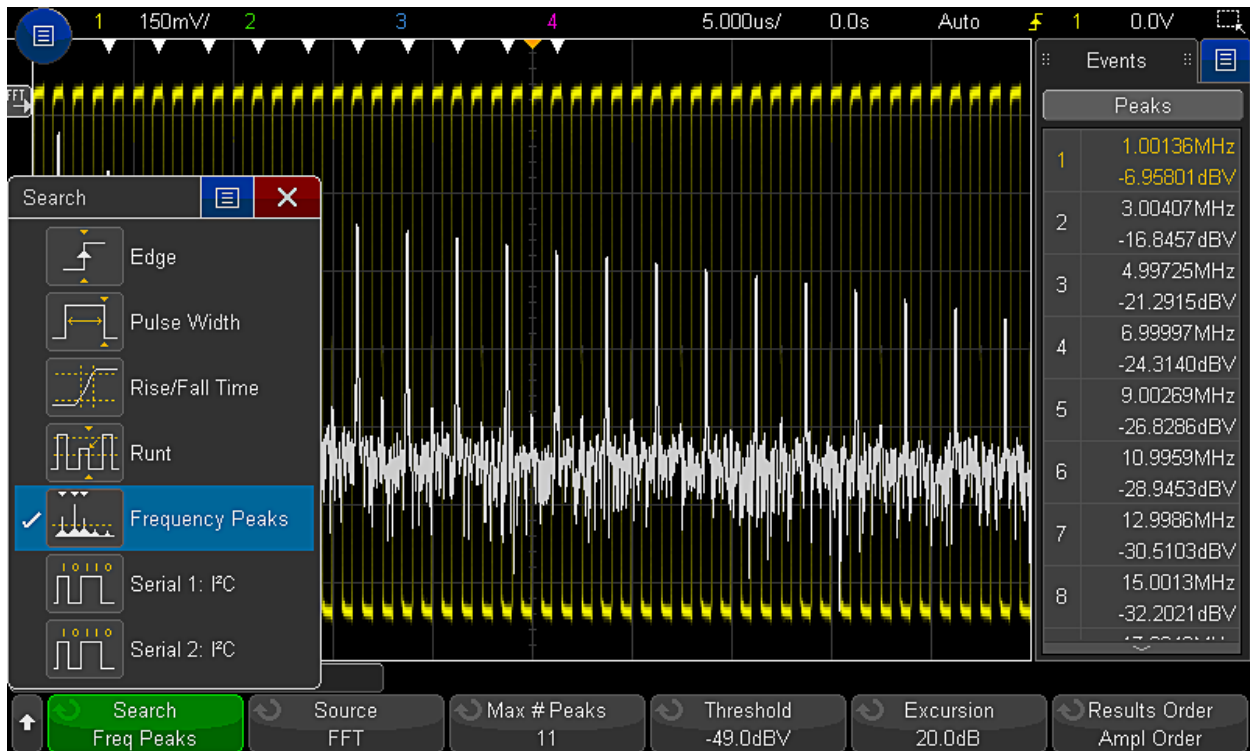 1 150mV/ 2 3 4 5.000us/ 0.0s Auto 1 0.0V
FFT
Events
Peaks
1 1.00136MHz
-6.95801dBV
2 3.00407MHz
-16.8457dBV
3 4.99725MHz
-21.2915dBV
4 6.99997MHz
-24.3140dBV
5 9.00269MHz
-26.8286dBV
6 10.9959MHz
-28.9453dBV
7 12.9986MHz
-30.5103dBV
8 15.0013MHz
-32.2021dBV
Search
Edge
Pulse Width
Rise/Fall Time
Runt
Frequency Peaks
10110
Serial 1: I²C
10110
Serial 2: I²C
Search
Freq Peaks
Source
FFT
Max # Peaks
11
Threshold
-49.0dBV
Excursion
20.0dB
Results Order
Ampl Order